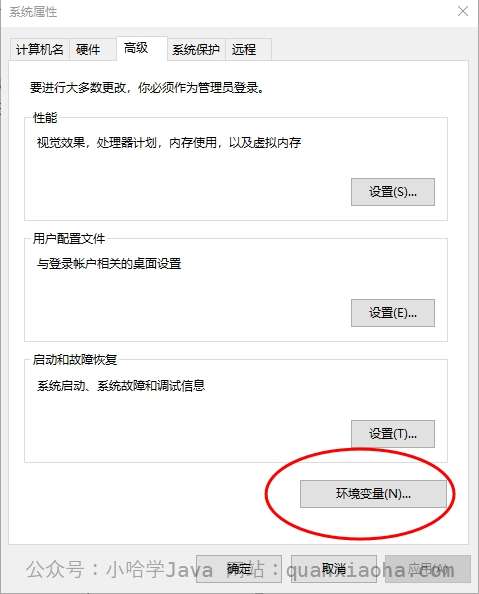 系统属性
计算机名 硬件 高级 系统保护 远程
要进行大多数更改，你必须作为管理员登录。
性能
视觉效果，处理器计划，内存使用，以及虚拟内存
设置(S)...
用户配置文件
与登录帐户相关的桌面设置
设置(E)...
启动和故障恢复
系统启动、系统故障和调试信息
设置(T)...
环境变量(N)...
确定 取消 应用(A)
公众号：小哈学Java 网站：quanxiaoha.com